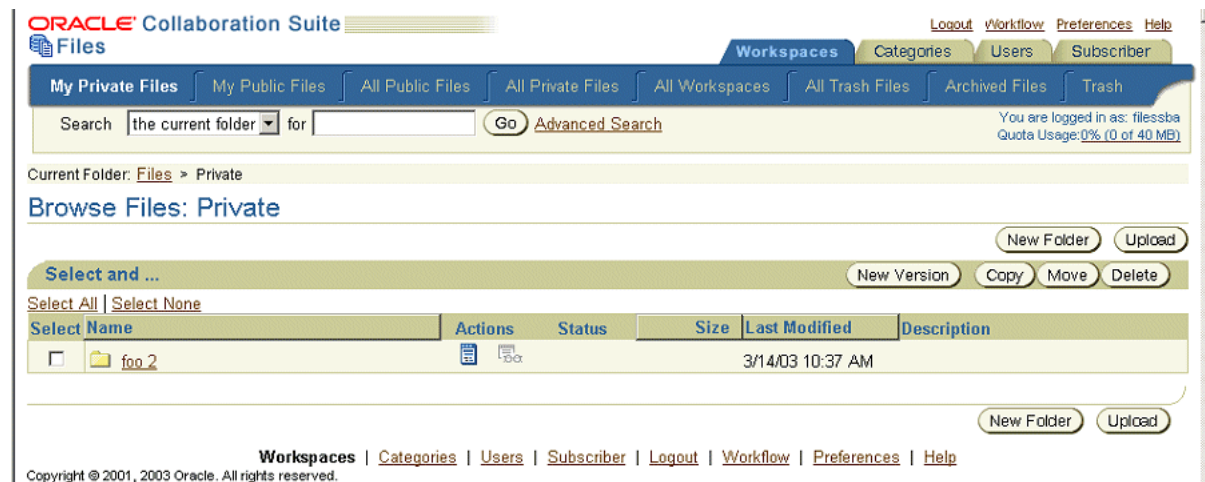 ORACLE Collaboration Suite
Files
Logout Workflow Preferences Help
Workspaces Categories Users Subscriber
My Private Files My Public Files All Public Files All Private Files All Workspaces All Trash Files Archived Files Trash
Search the current folder for Go Advanced Search
You are logged in as: filessba
Quota Usage:0% (0 of 40 MB)
Current Folder: Files > Private
Browse Files: Private
New Folder Upload
Select and ... New Version Copy Move Delete
Select All | Select None
Select Name Actions Status Size Last Modified Description
foo 2 3/14/03 10:37 AM
New Folder Upload
Workspaces | Categories | Users | Subscriber | Logout | Workflow | Preferences | Help
Copyright © 2001, 2003 Oracle. All rights reserved.